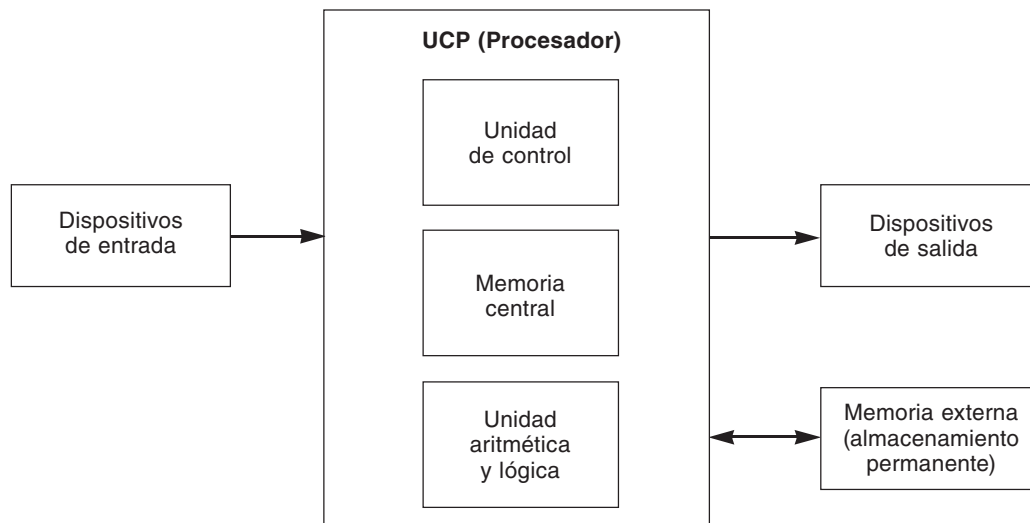 UCP (Procesador)
Unidad
de control
Dispositivos
de entrada
Memoria
central
Unidad
aritmética
y lógica
Dispositivos
de salida
Memoria externa
(almacenamiento
permanente)